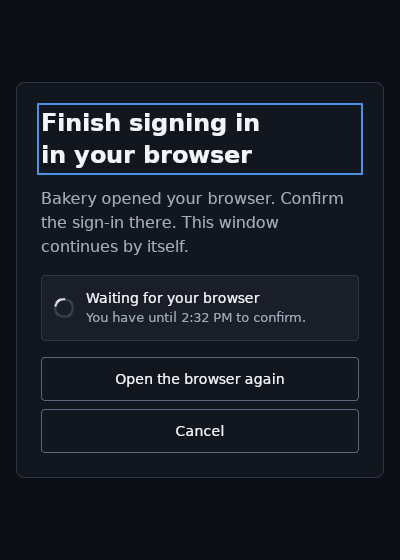 Finish signing in
in your browser
Bakery opened your browser. Confirm
the sign-in there. This window
continues by itself.
Waiting for your browser
You have until 2:32 PM to confirm.
Open the browser again
Cancel